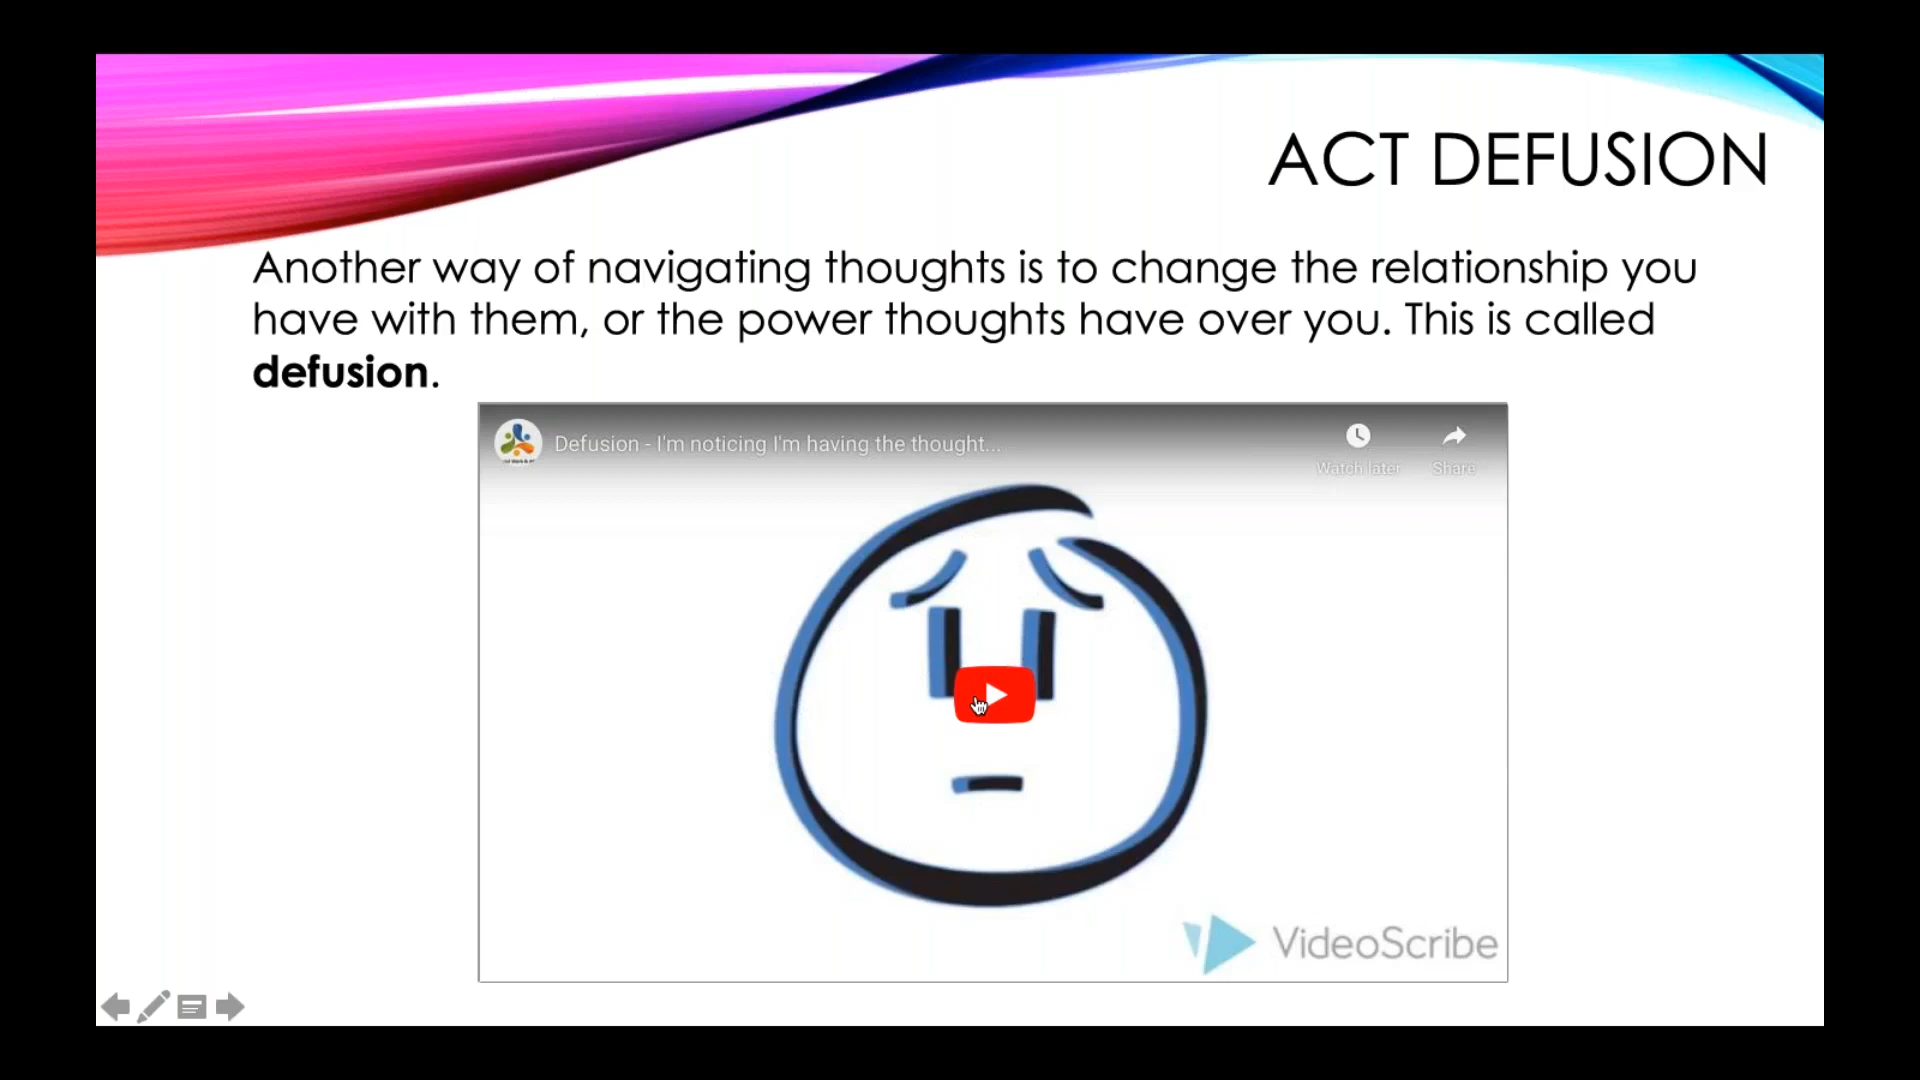 ACT DEFUSION
Another way of navigating thoughts is to change the relationship you
have with them, or the power thoughts have over you. This is called
defusion.
Defusion - I'm noticing I'm having the thought...
Watch later
Share
VideoScribe